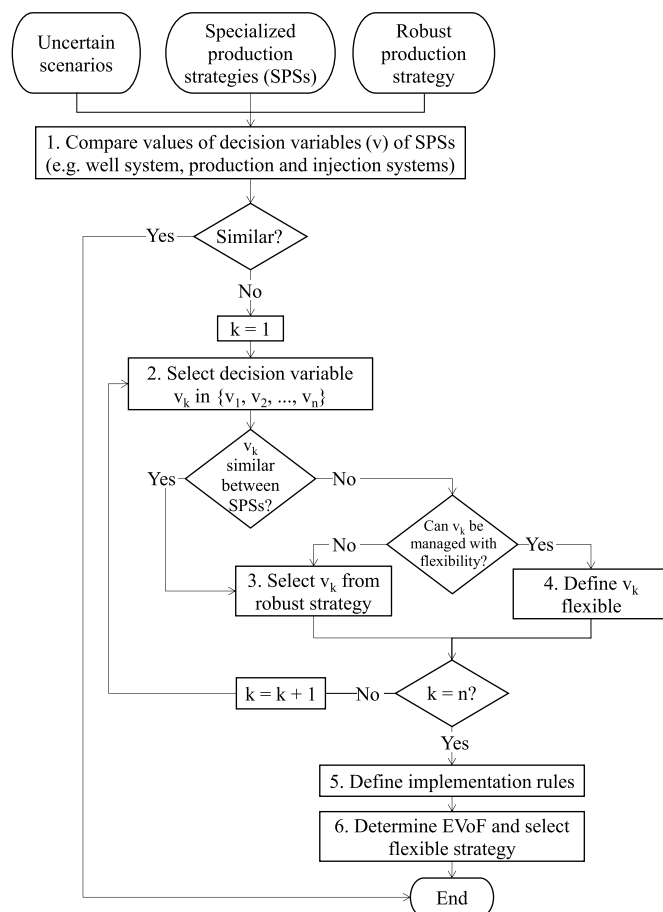 Uncertain
scenarios
Specialized
production
strategies (SPSs)
Robust
production
strategy
1. Compare values of decision variables (v) of SPSs
(e.g. well system, production and injection systems)
Yes
Similar?
No
k = 1
2. Select decision variable
vₖ in {v₁, v₂, ..., vₙ}
vₖ
similar
between
SPSs?
Yes
No
Can vₖ be
managed with
flexibility?
No
Yes
3. Select vₖ from
robust strategy
4. Define vₖ
flexible
k = k + 1
No
k = n?
Yes
5. Define implementation rules
6. Determine EVoF and select
flexible strategy
End